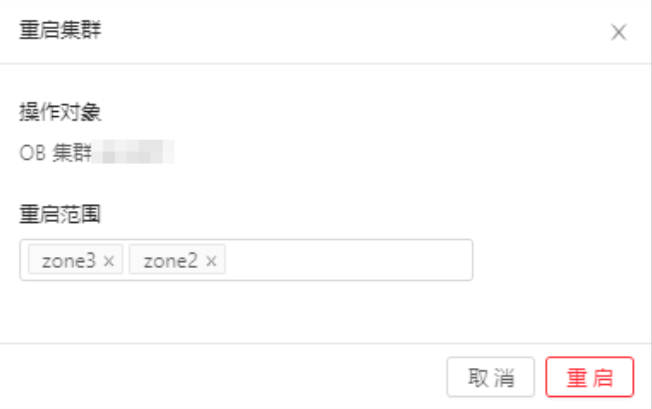 重启集群
操作对象
OB 集群
重启范围
zone3 × zone2 ×
取 消 重 启